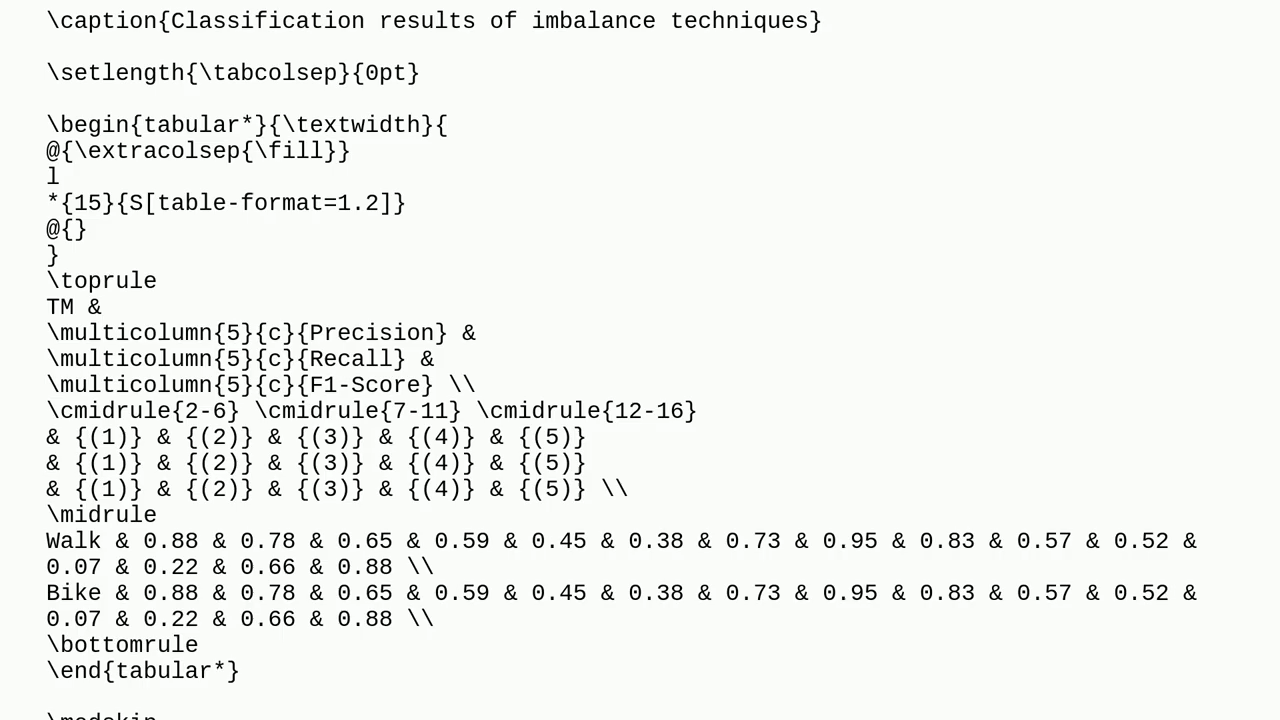 \caption{Classification results of imbalance techniques}
\setlength{\tabcolsep}{0pt}
\begin{tabular*}{\textwidth}{
@{\extracolsep{\fill}}
l
*{15}{S[table-format=1.2]}
@{}
}
\toprule
TM &
\multicolumn{5}{c}{Precision} &
\multicolumn{5}{c}{Recall} &
\multicolumn{5}{c}{F1-Score} \\
\cmidrule{2-6} \cmidrule{7-11} \cmidrule{12-16}
& {(1)} & {(2)} & {(3)} & {(4)} & {(5)}
& {(1)} & {(2)} & {(3)} & {(4)} & {(5)}
& {(1)} & {(2)} & {(3)} & {(4)} & {(5)} \\
\midrule
Walk & 0.88 & 0.78 & 0.65 & 0.59 & 0.45 & 0.38 & 0.73 & 0.95 & 0.83 & 0.57 & 0.52 &
0.07 & 0.22 & 0.66 & 0.88 \\
Bike & 0.88 & 0.78 & 0.65 & 0.59 & 0.45 & 0.38 & 0.73 & 0.95 & 0.83 & 0.57 & 0.52 &
0.07 & 0.22 & 0.66 & 0.88 \\
\bottomrule
\end{tabular*}
\medskip